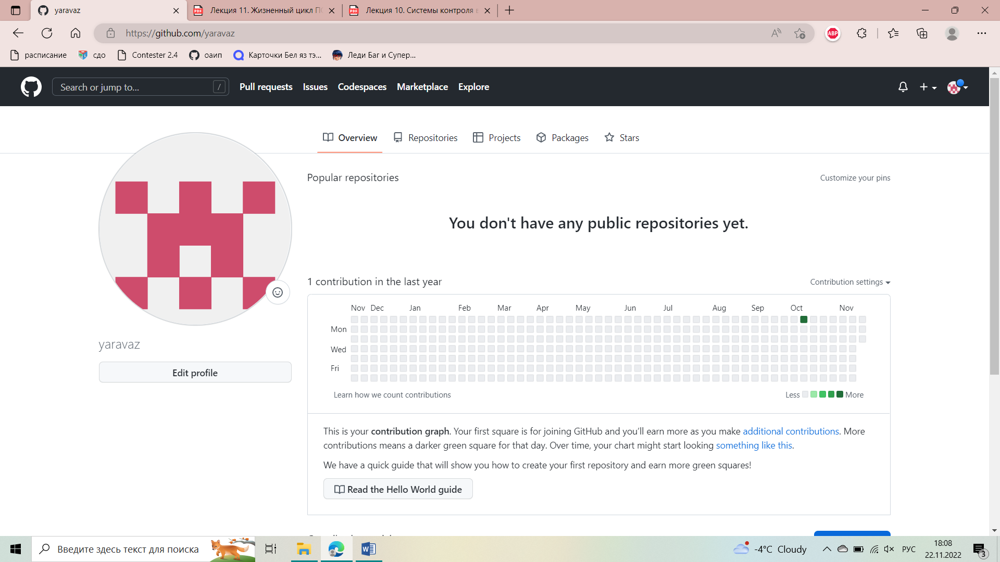 yaravaz
Лекция 11. Жизненный цикл ПО
Лекция 10. Системы контроля в
https://github.com/yaravaz
ABP
расписание
сдо
Contester 2.4
оаип
Карточки Бел яз тэ...
Леди Баг и Супер...
Search or jump to... /
Pull requests
Issues
Codespaces
Marketplace
Explore
Overview
Repositories
Projects
Packages
Stars
Popular repositories
Customize your pins
You don't have any public repositories yet.
1 contribution in the last year
Contribution settings
Nov Dec Jan Feb Mar Apr May Jun Jul Aug Sep Oct Nov
Mon
Wed
Fri
Learn how we count contributions
Less More
yaravaz
Edit profile
This is your contribution graph. Your first square is for joining GitHub and you’ll earn more as you make additional contributions. More
contributions means a darker green square for that day. Over time, your chart might start looking something like this.
We have a quick guide that will show you how to create your first repository and earn more green squares!
Read the Hello World guide
Введите здесь текст для поиска
-4°C Cloudy
РУС
18:08
22.11.2022
3